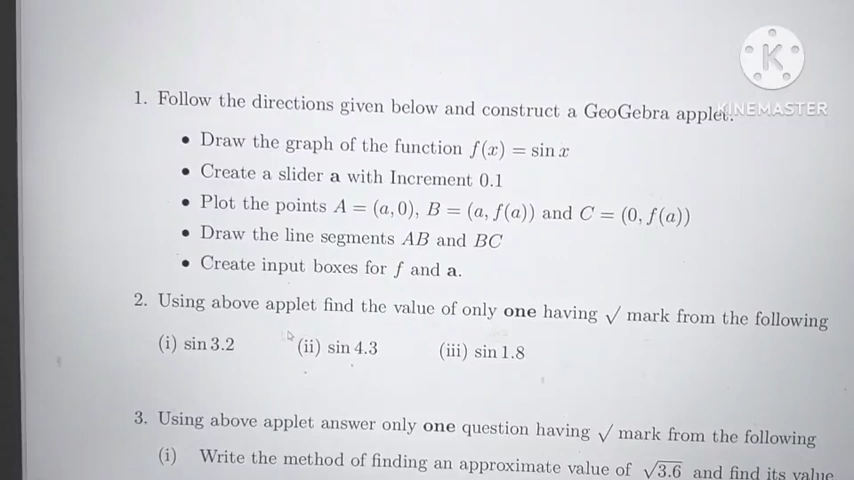 KINEMASTER
1. Follow the directions given below and construct a GeoGebra applet.
• Draw the graph of the function f(x) = sin x
• Create a slider a with Increment 0.1
• Plot the points A = (a, 0), B = (a, f(a)) and C = (0, f(a))
• Draw the line segments AB and BC
• Create input boxes for f and a.
2. Using above applet find the value of only one having √ mark from the following
(i) sin 3.2 (ii) sin 4.3 (iii) sin 1.8
3. Using above applet answer only one question having √ mark from the following
(i) Write the method of finding an approximate value of √3.6 and find its value